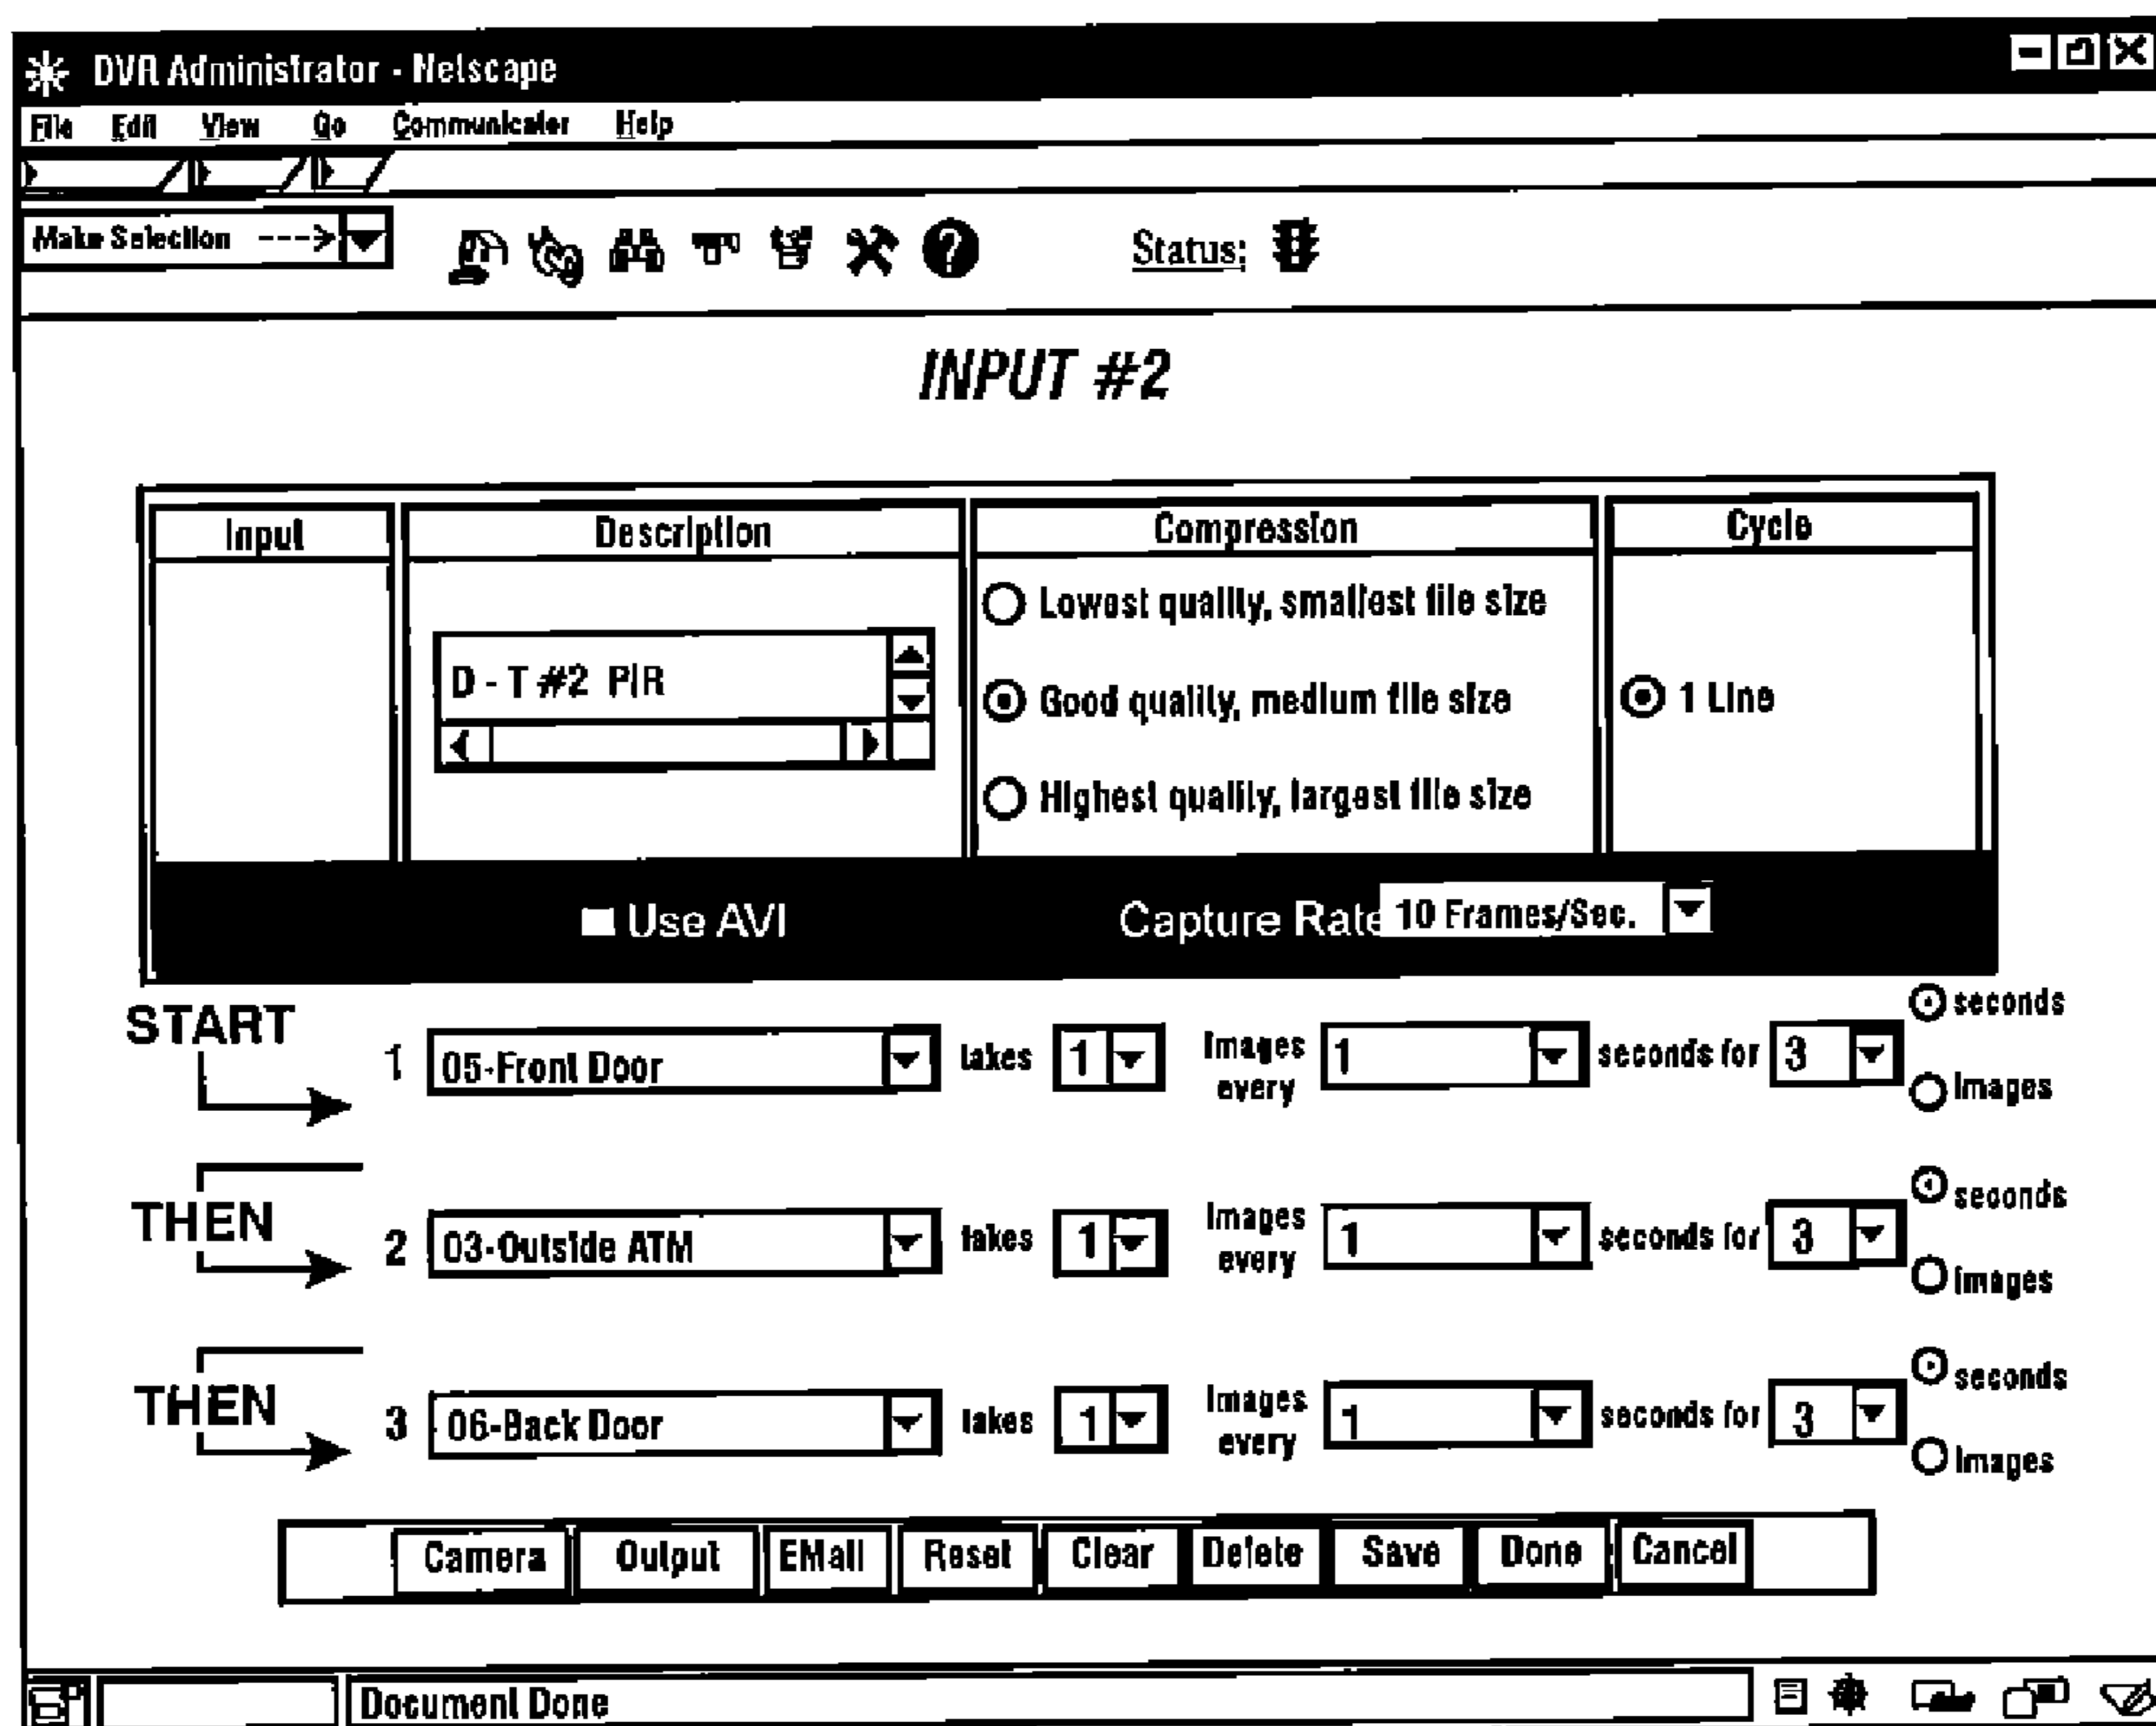 DVR Administrator - Netscape
File Edit View Go Communicator Help
Make Selection ---> Status:
INPUT #2
Input Description Compression Cycle
Lowest quality, smallest file size
D - T #2 PIR
Good quality, medium file size
1 Line
Highest quality, largest file size
Use AVI Capture Rate 10 Frames/Sec.
START
1 05-Front Door takes 1 Images every 1 seconds for 3 seconds Images
THEN
2 03-Outside ATM takes 1 Images every 1 seconds for 3 seconds Images
THEN
3 06-Back Door takes 1 Images every 1 seconds for 3 seconds Images
Camera Output EMail Reset Clear Delete Save Done Cancel
Document Done